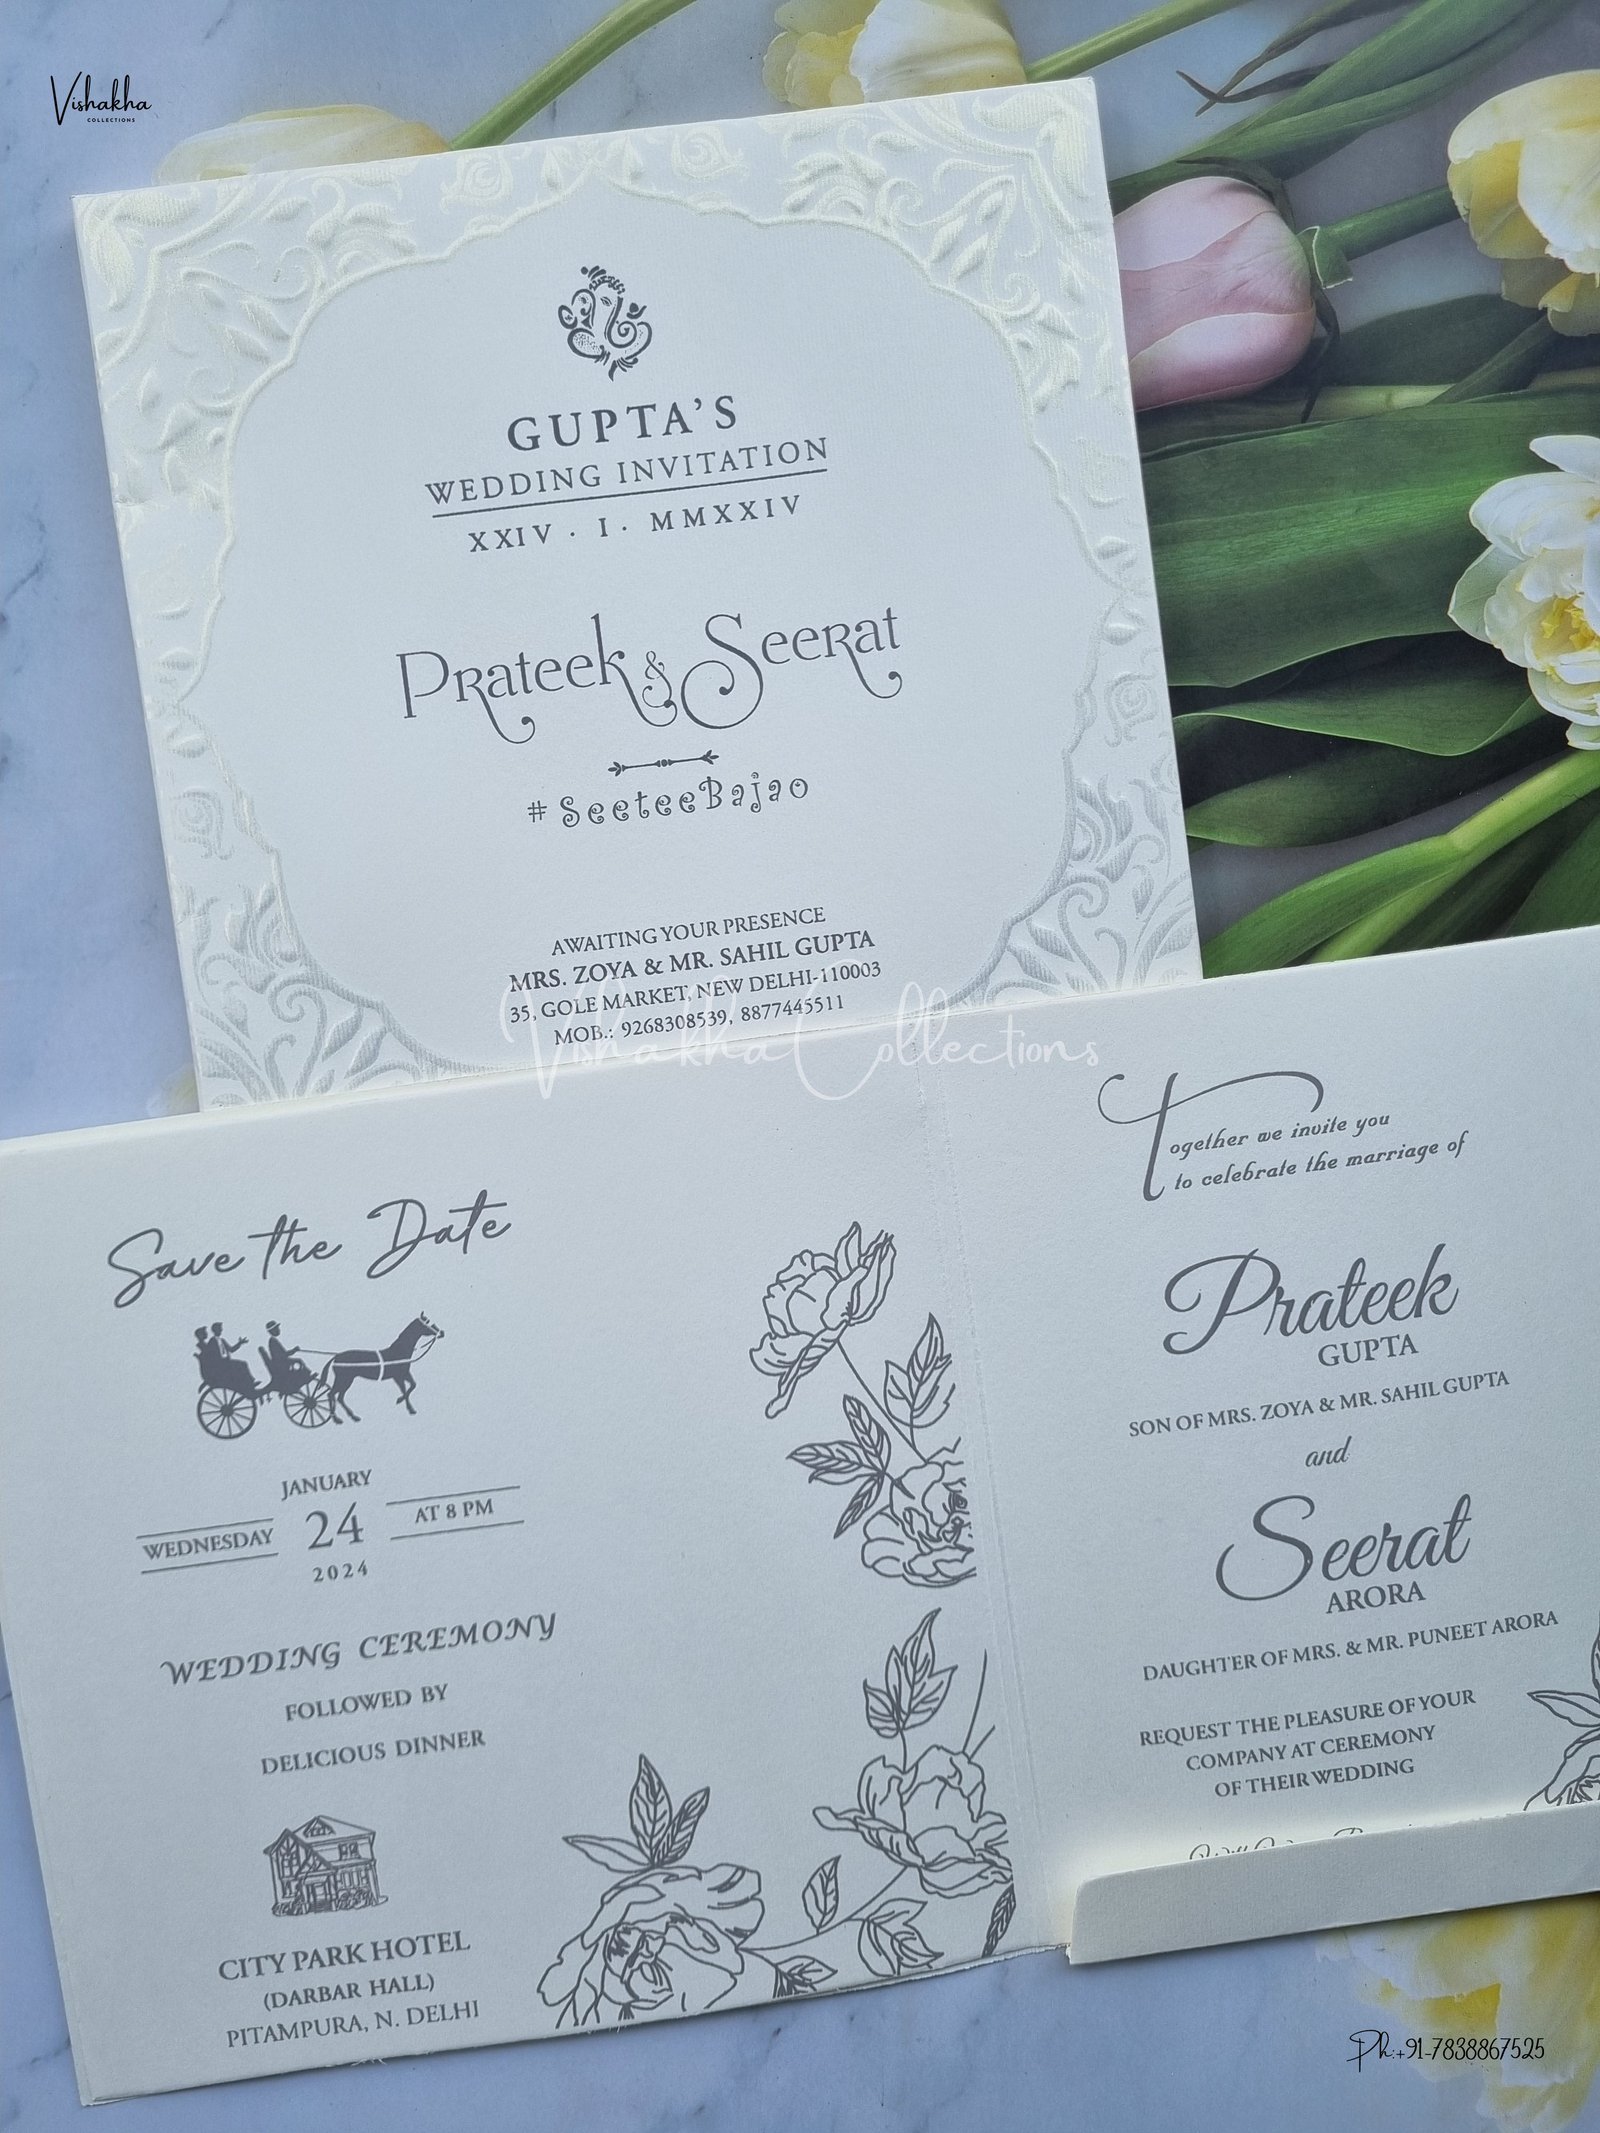 Vishakha
COLLECTIONS
GUPTA'S
WEDDING INVITATION
XXIV . I . MMXXIV
Prateek & Seerat
#SeeteeBajao
AWAITING YOUR PRESENCE
MRS. ZOYA & MR. SAHIL GUPTA
35, GOLE MARKET, NEW DELHI-110003
MOB.: 9268308539, 8877445511
Vishakha Collections
Save the Date
JANUARY
WEDNESDAY 24 AT 8 PM
2024
WEDDING CEREMONY
FOLLOWED BY
DELICIOUS DINNER
CITY PARK HOTEL
(DARBAR HALL)
PITAMPURA, N. DELHI
Together we invite you
to celebrate the marriage of
Prateek
GUPTA
SON OF MRS. ZOYA & MR. SAHIL GUPTA
and
Seerat
ARORA
DAUGHTER OF MRS. & MR. PUNEET ARORA
REQUEST THE PLEASURE OF YOUR
COMPANY AT CEREMONY
OF THEIR WEDDING
Ph:+91-7838867525